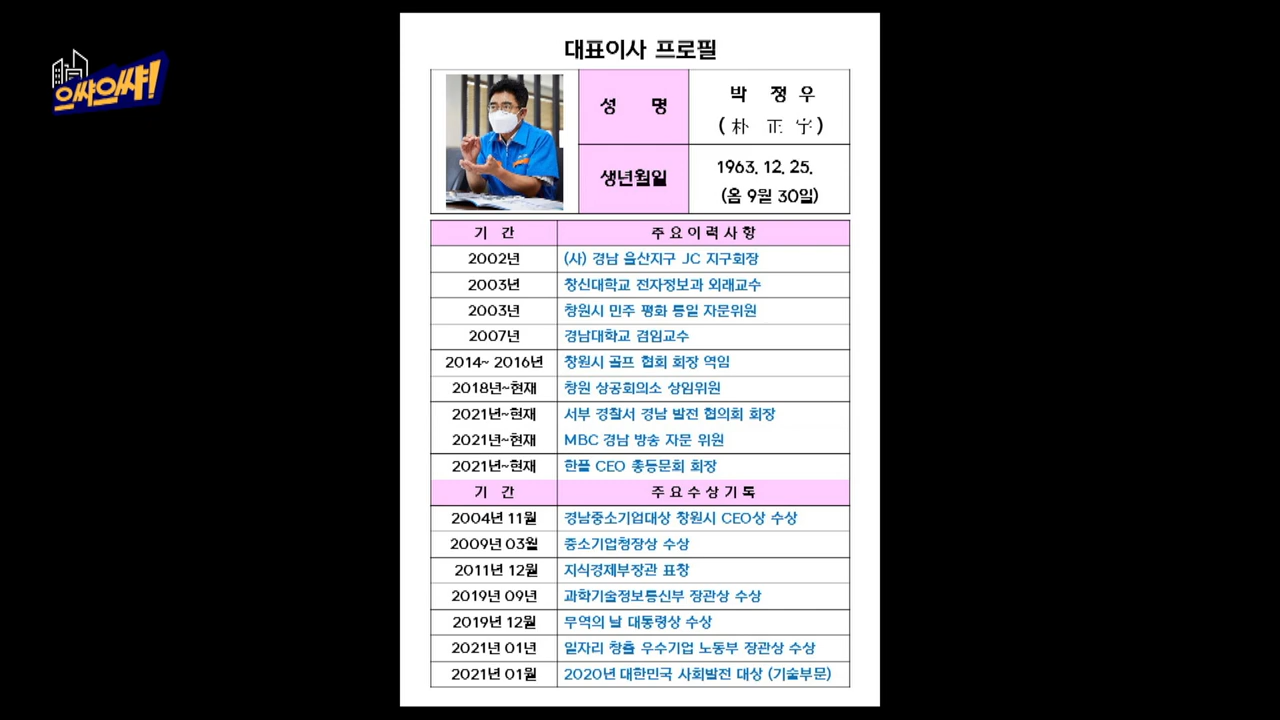 으쌰으쌰!
대표이사 프로필
성 명
박 정 우
(朴 正 宇)
생년월일
1963. 12. 25.
(옴 9월 30일)
기 간 주요이력사항
2002년 (사) 경남 울산지구 JC 지구회장
2003년 창신대학교 전자정보과 외래교수
2003년 창원시 민주 평화 통일 자문위원
2007년 경남대학교 겸임교수
2014~ 2016년 창원시 골프 협회 회장 역임
2018년~현재 창원 상공회의소 상임위원
2021년~현재 서부 경찰서 경남 발전 협의회 회장
2021년~현재 MBC 경남 방송 자문 위원
2021년~현재 한플 CEO 총동문회 회장
기 간 주요수상기록
2004년 11월 경남중소기업대상 창원시 CEO상 수상
2009년 03월 중소기업청장상 수상
2011년 12월 지식경제부장관 표창
2019년 09년 과학기술정보통신부 장관상 수상
2019년 12월 무역의 날 대통령상 수상
2021년 01년 일자리 창출 우수기업 노동부 장관상 수상
2021년 01월 2020년 대한민국 사회발전 대상 (기술부문)